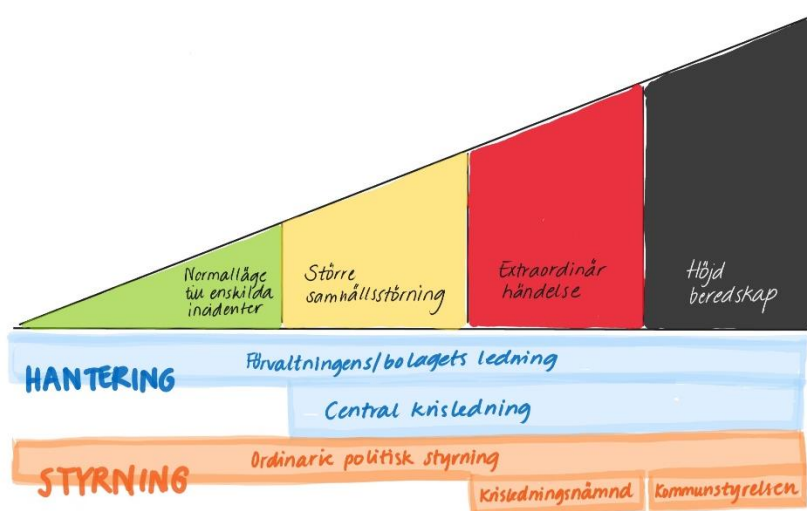 Normalläge
till enskilda
incidenter
Större
samhällsstörning
Extraordinär
händelse
Höjd
beredskap
HANTERING
Förvaltningens/bolagets ledning
Central krisledning
STYRNING
Ordinarie politisk styrning
Krisledningsnämnd
Kommunstyrelsen